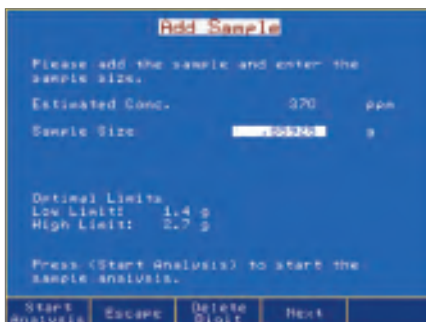 Add Sample
Please add the sample and enter the
sample size.
Estimated Conc. 370 ppm
Sample Size g
Optimal Limits
Low Limit: 1.4 g
High Limit: 2.7 g
Press (Start Analysis) to start the
sample analysis.
Start Analysis Escape Delete Digit Next